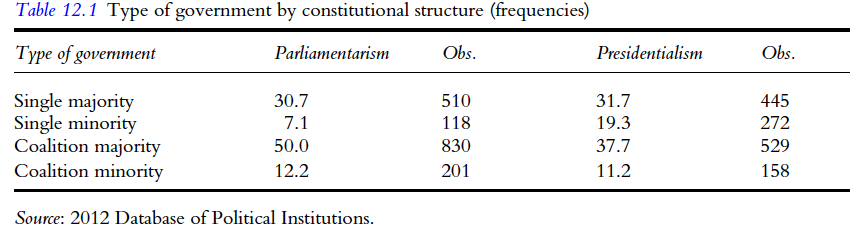 Table 12.1 Type of government by constitutional structure (frequencies)
Type of government Parliamentarism Obs. Presidentialism Obs.
Single majority 30.7 510 31.7 445
Single minority 7.1 118 19.3 272
Coalition majority 50.0 830 37.7 529
Coalition minority 12.2 201 11.2 158
Source: 2012 Database of Political Institutions.